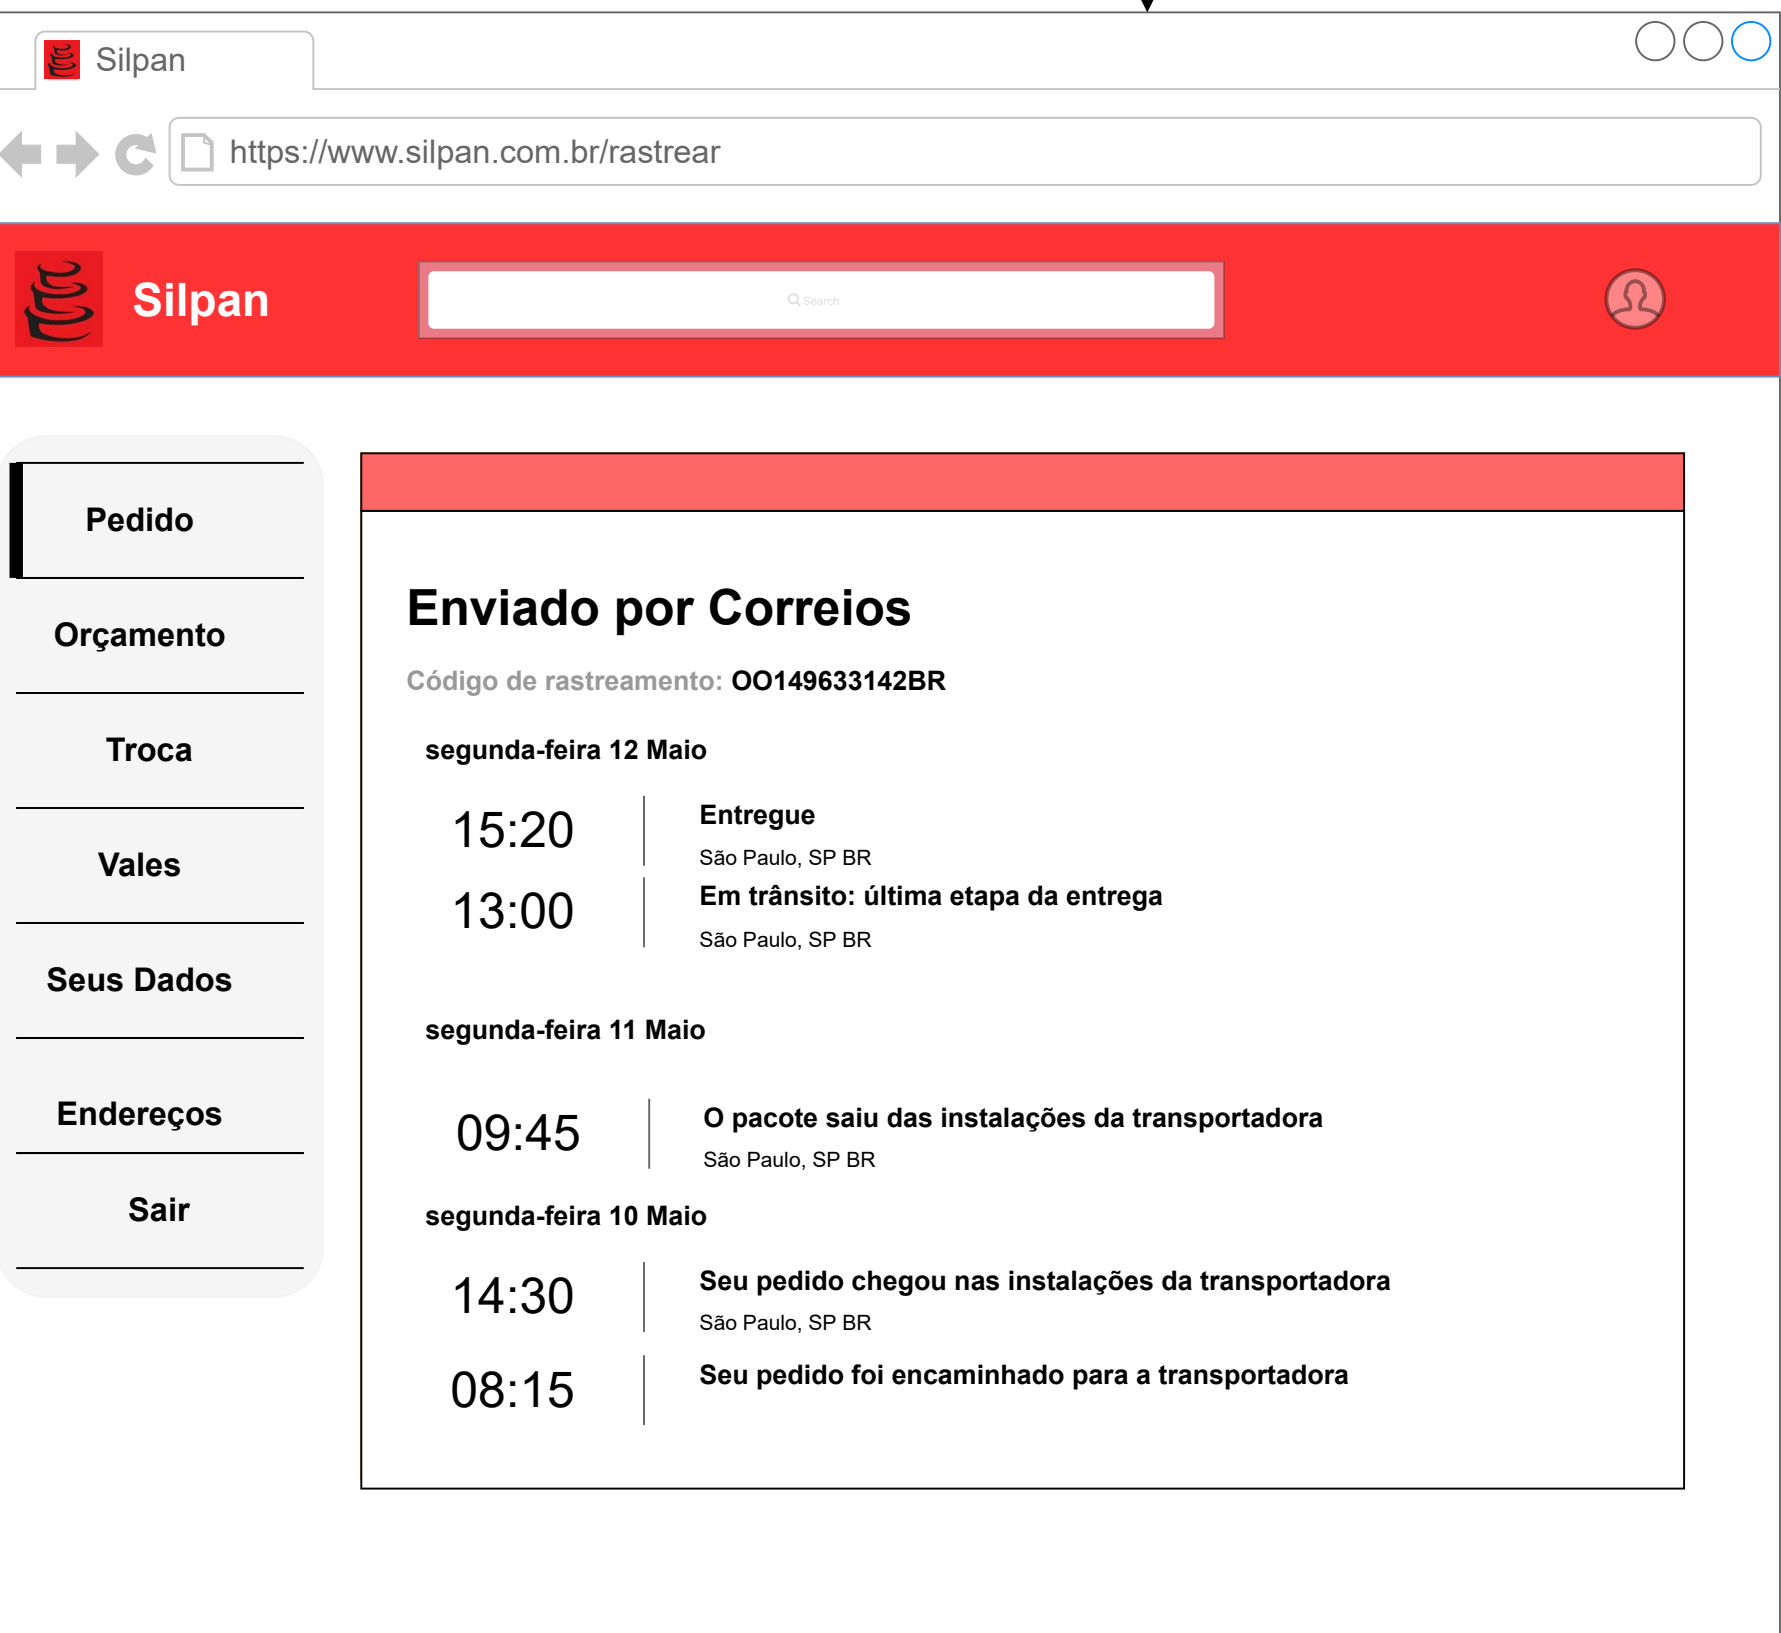 Silpan
https://www.silpan.com.br/rastrear
Silpan
Search
Pedido
Orçamento
Troca
Vales
Seus Dados
Endereços
Sair
Enviado por Correios
Código de rastreamento: OO149633142BR
segunda-feira 12 Maio
15:20
Entregue
São Paulo, SP BR
13:00
Em trânsito: última etapa da entrega
São Paulo, SP BR
segunda-feira 11 Maio
09:45
O pacote saiu das instalações da transportadora
São Paulo, SP BR
segunda-feira 10 Maio
14:30
Seu pedido chegou nas instalações da transportadora
São Paulo, SP BR
08:15
Seu pedido foi encaminhado para a transportadora